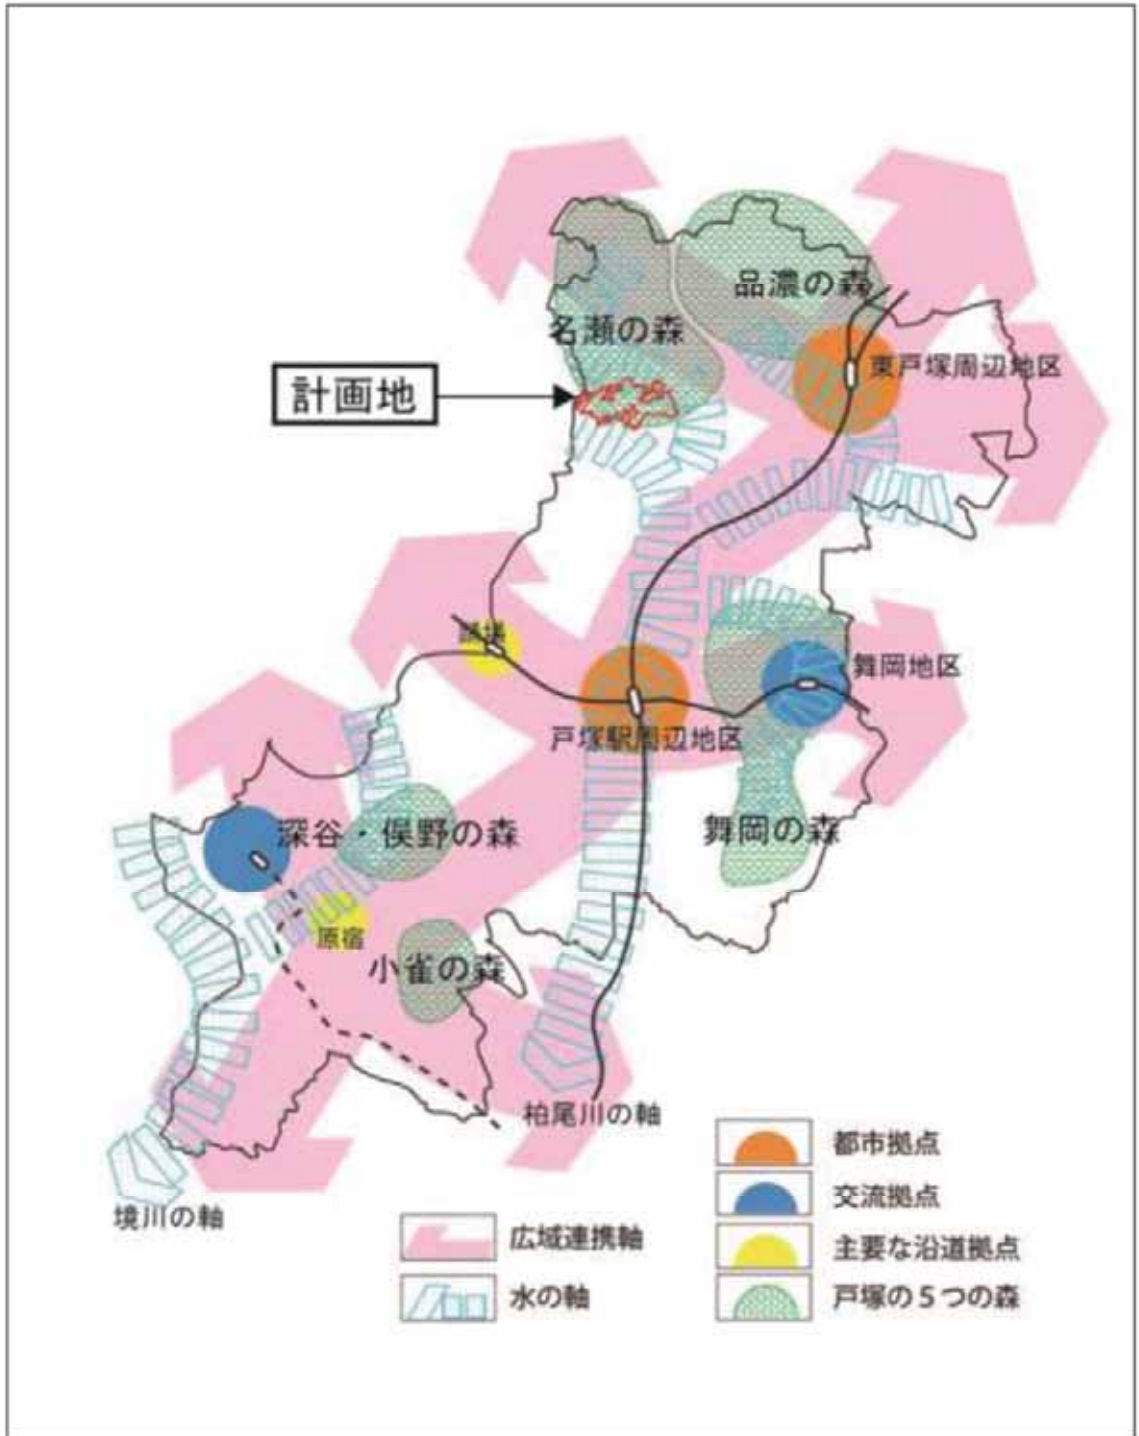 品濃の森
名瀬の森
東戸塚周辺地区
計画地
舞岡地区
戸塚駅周辺地区
深谷・俣野の森
舞岡の森
原宿
小雀の森
柏尾川の軸
境川の軸
広域連携軸
水の軸
都市拠点
交流拠点
主要な沿道拠点
戸塚の5つの森